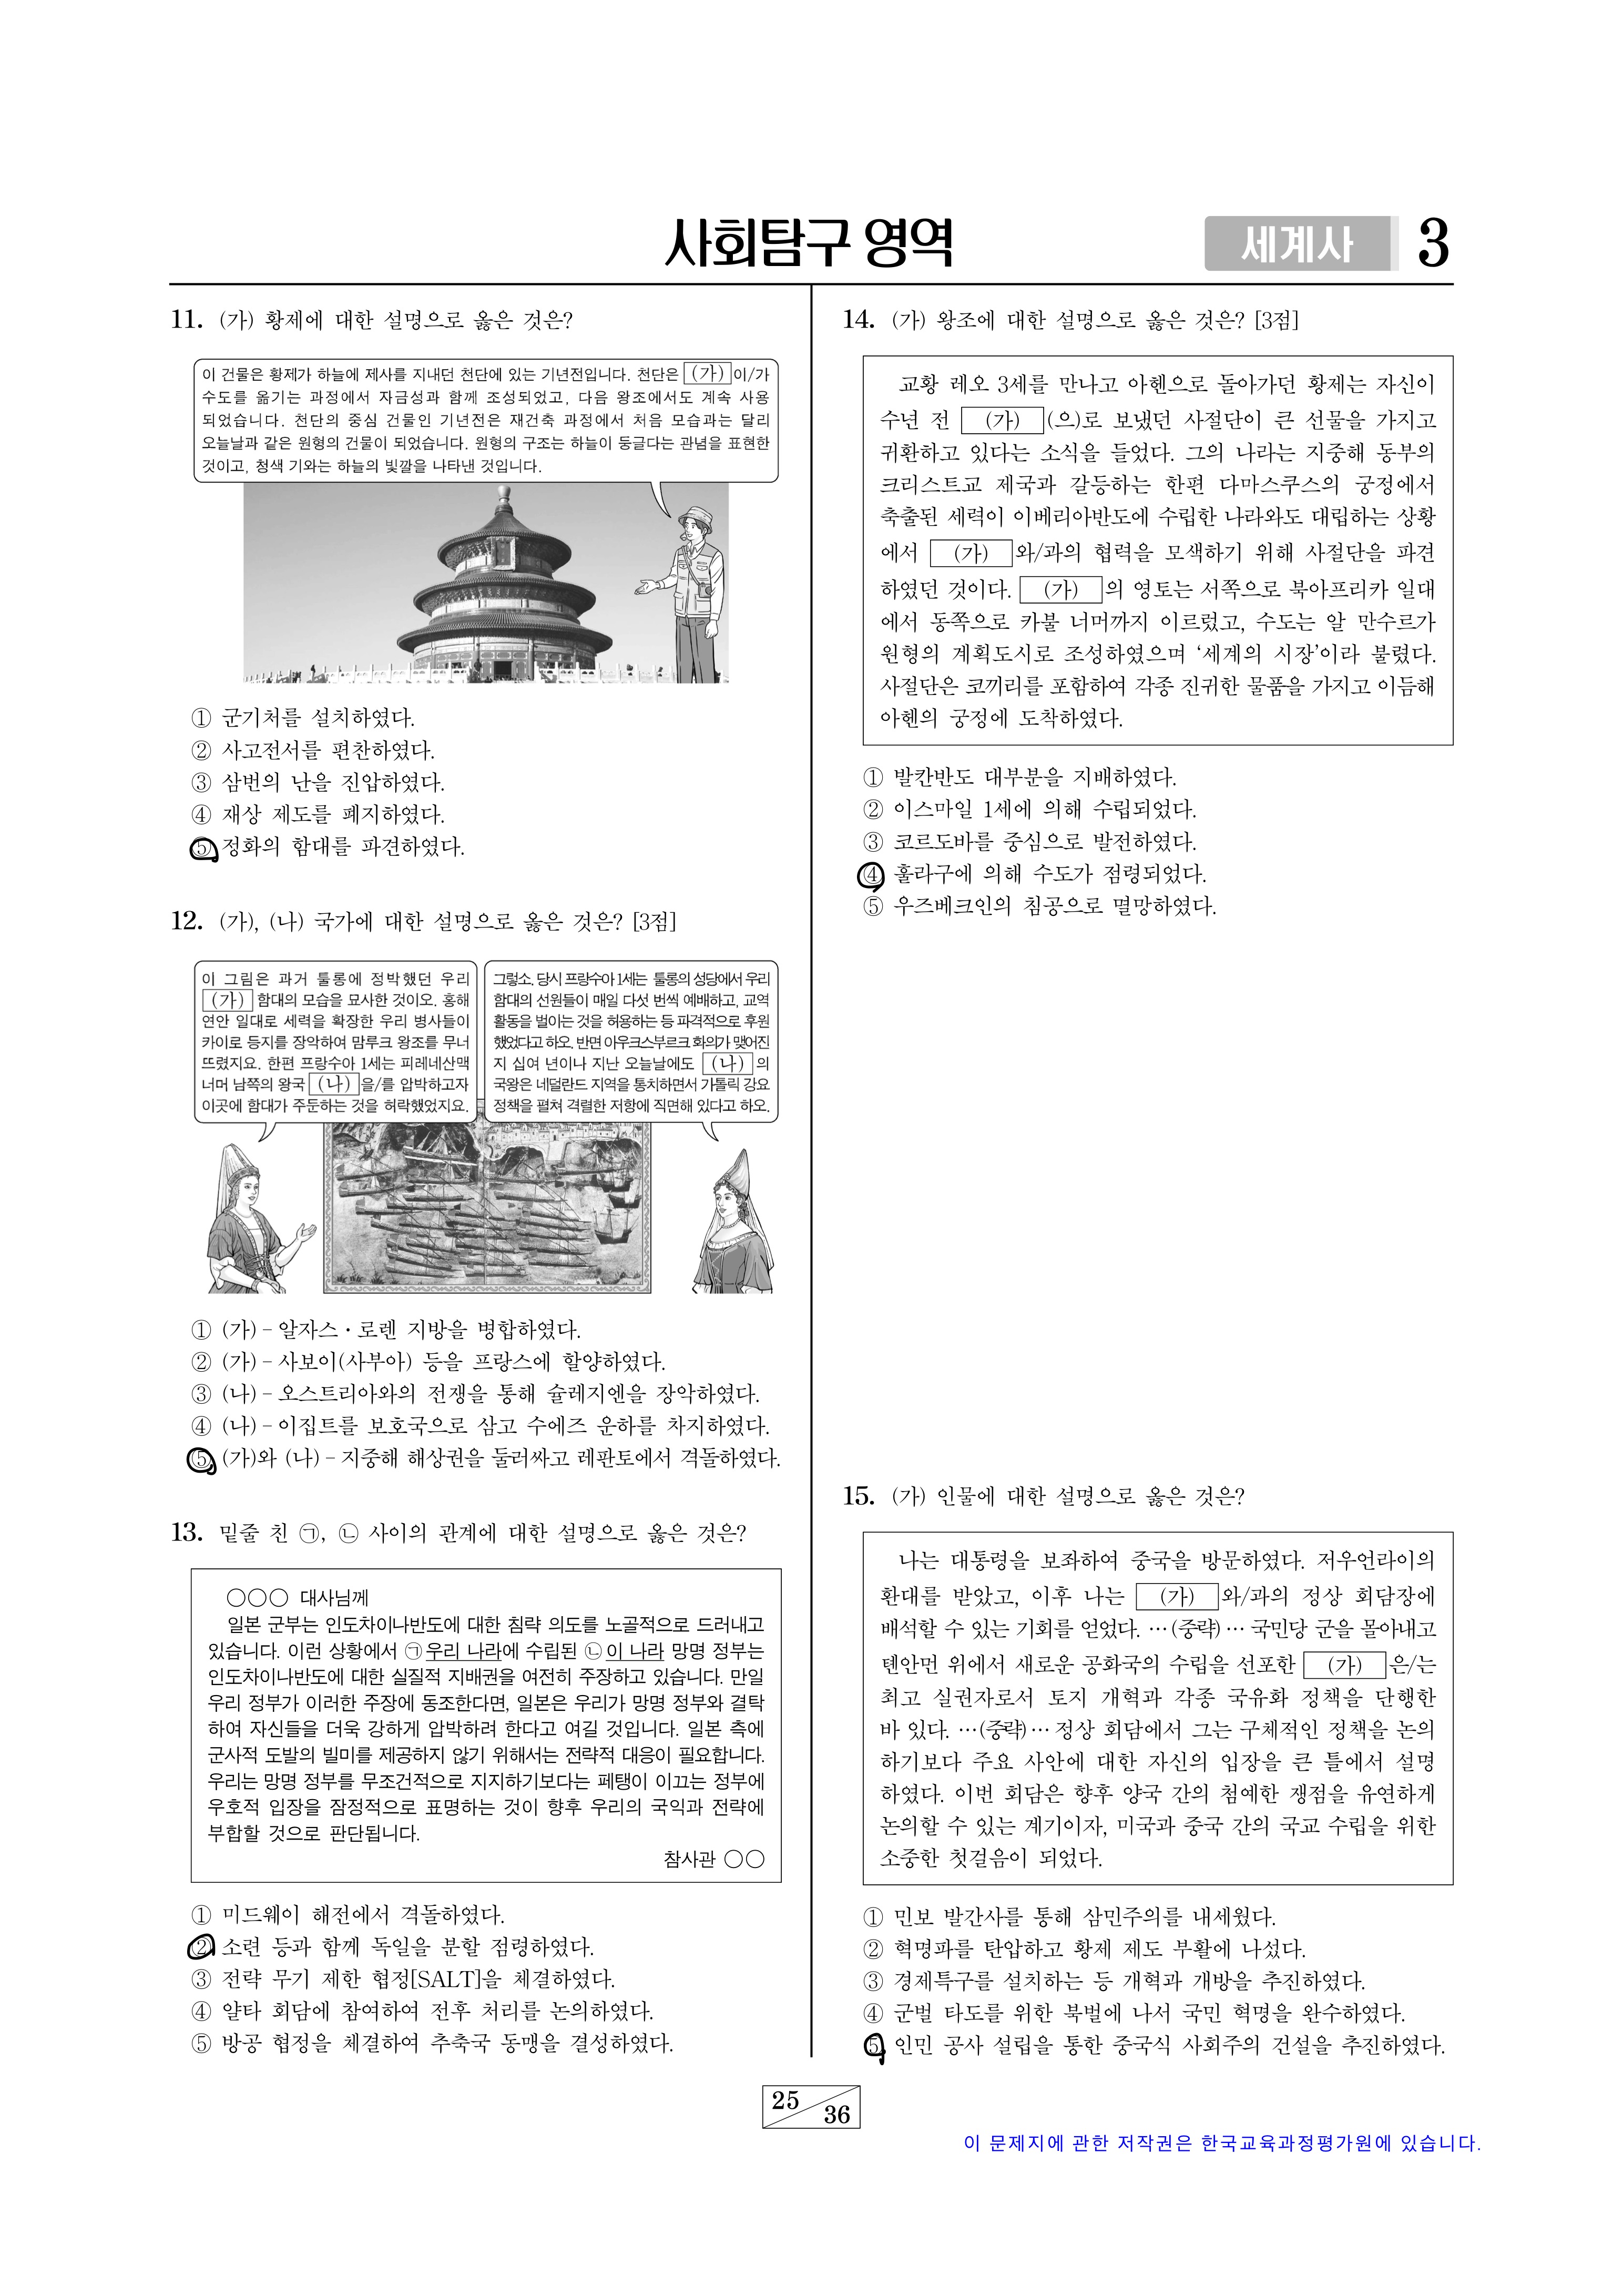 사회탐구 영역
세계사
3
11. (가) 황제에 대한 설명으로 옳은 것은?
이 건물은 황제가 하늘에 제사를 지내던 천단에 있는 기년전입니다. 천단은 (가) 이/가
수도를 옮기는 과정에서 자금성과 함께 조성되었고, 다음 왕조에서도 계속 사용
되었습니다. 천단의 중심 건물인 기년전은 재건축 과정에서 처음 모습과는 달리
오늘날과 같은 원형의 건물이 되었습니다. 원형의 구조는 하늘이 둥글다는 관념을 표현한
것이고, 청색 기와는 하늘의 빛깔을 나타낸 것입니다.
① 군기처를 설치하였다.
② 사고전서를 편찬하였다.
③ 삼번의 난을 진압하였다.
④ 재상 제도를 폐지하였다.
⑤ 정화의 함대를 파견하였다.
12. (가), (나) 국가에 대한 설명으로 옳은 것은? [3점]
이 그림은 과거 툴롱에 정박했던 우리
(가) 함대의 모습을 묘사한 것이오. 홍해
연안 일대로 세력을 확장한 우리 병사들이
카이로 등지를 장악하여 맘루크 왕조를 무너
뜨렸지요. 한편 프랑수아 1세는 피레네산맥
너머 남쪽의 왕국 (나) 을/를 압박하고자
이곳에 함대가 주둔하는 것을 허락했었지요.
그렇소. 당시 프랑수아 1세는 툴롱의 성당에서 우리
함대의 선원들이 매일 다섯 번씩 예배하고, 교역
활동을 벌이는 것을 허용하는 등 파격적으로 후원
했었다고 하오. 반면 아우크스부르크 화의가 맺어진
지 십여 년이나 지난 오늘날에도 (나) 의
국왕은 네덜란드 지역을 통치하면서 가톨릭 강요
정책을 펼쳐 격렬한 저항에 직면해 있다고 하오.
① (가) – 알자스・로렌 지방을 병합하였다.
② (가) – 사보이(사부아) 등을 프랑스에 할양하였다.
③ (나) – 오스트리아와의 전쟁을 통해 슐레지엔을 장악하였다.
④ (나) – 이집트를 보호국으로 삼고 수에즈 운하를 차지하였다.
⑤ (가)와 (나) – 지중해 해상권을 둘러싸고 레판토에서 격돌하였다.
13. 밑줄 친 ㉠, ㉡ 사이의 관계에 대한 설명으로 옳은 것은?
○○○ 대사님께
일본 군부는 인도차이나반도에 대한 침략 의도를 노골적으로 드러내고
있습니다. 이런 상황에서 ㉠ 우리 나라에 수립된 ㉡ 이 나라 망명 정부는
인도차이나반도에 대한 실질적 지배권을 여전히 주장하고 있습니다. 만일
우리 정부가 이러한 주장에 동조한다면, 일본은 우리가 망명 정부와 결탁
하여 자신들을 더욱 강하게 압박하려 한다고 여길 것입니다. 일본 측에
군사적 도발의 빌미를 제공하지 않기 위해서는 전략적 대응이 필요합니다.
우리는 망명 정부를 무조건적으로 지지하기보다는 페탱이 이끄는 정부에
우호적 입장을 잠정적으로 표명하는 것이 향후 우리의 국익과 전략에
부합할 것으로 판단됩니다.
참사관 ○○
① 미드웨이 해전에서 격돌하였다.
② 소련 등과 함께 독일을 분할 점령하였다.
③ 전략 무기 제한 협정[SALT]을 체결하였다.
④ 얄타 회담에 참여하여 전후 처리를 논의하였다.
⑤ 방공 협정을 체결하여 추축국 동맹을 결성하였다.
14. (가) 왕조에 대한 설명으로 옳은 것은? [3점]
교황 레오 3세를 만나고 아헨으로 돌아가던 황제는 자신이
수년 전 (가) (으)로 보냈던 사절단이 큰 선물을 가지고
귀환하고 있다는 소식을 들었다. 그의 나라는 지중해 동부의
크리스트교 제국과 갈등하는 한편 다마스쿠스의 궁정에서
축출된 세력이 이베리아반도에 수립한 나라와도 대립하는 상황
에서 (가) 와/과의 협력을 모색하기 위해 사절단을 파견
하였던 것이다. (가) 의 영토는 서쪽으로 북아프리카 일대
에서 동쪽으로 카불 너머까지 이르렀고, 수도는 알 만수르가
원형의 계획도시로 조성하였으며 ‘세계의 시장’이라 불렸다.
사절단은 코끼리를 포함하여 각종 진귀한 물품을 가지고 이듬해
아헨의 궁정에 도착하였다.
① 발칸반도 대부분을 지배하였다.
② 이스마일 1세에 의해 수립되었다.
③ 코르도바를 중심으로 발전하였다.
④ 훌라구에 의해 수도가 점령되었다.
⑤ 우즈베크인의 침공으로 멸망하였다.
15. (가) 인물에 대한 설명으로 옳은 것은?
나는 대통령을 보좌하여 중국을 방문하였다. 저우언라이의
환대를 받았고, 이후 나는 (가) 와/과의 정상 회담장에
배석할 수 있는 기회를 얻었다. …(중략)… 국민당 군을 몰아내고
톈안먼 위에서 새로운 공화국의 수립을 선포한 (가) 은/는
최고 실권자로서 토지 개혁과 각종 국유화 정책을 단행한
바 있다. …(중략)… 정상 회담에서 그는 구체적인 정책을 논의
하기보다 주요 사안에 대한 자신의 입장을 큰 틀에서 설명
하였다. 이번 회담은 향후 양국 간의 첨예한 쟁점을 유연하게
논의할 수 있는 계기이자, 미국과 중국 간의 국교 수립을 위한
소중한 첫걸음이 되었다.
① 민보 발간사를 통해 삼민주의를 내세웠다.
② 혁명파를 탄압하고 황제 제도 부활에 나섰다.
③ 경제특구를 설치하는 등 개혁과 개방을 추진하였다.
④ 군벌 타도를 위한 북벌에 나서 국민 혁명을 완수하였다.
⑤ 인민 공사 설립을 통한 중국식 사회주의 건설을 추진하였다.
25
36
이 문제지에 관한 저작권은 한국교육과정평가원에 있습니다.